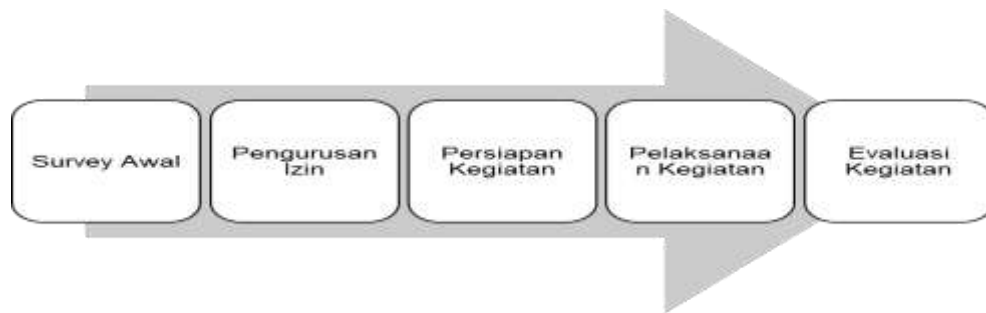 Survey Awal
Pengurusan
Izin
Persiapan
Kegiatan
Pelaksanaa
n Kegiatan
Evaluasi
Kegiatan